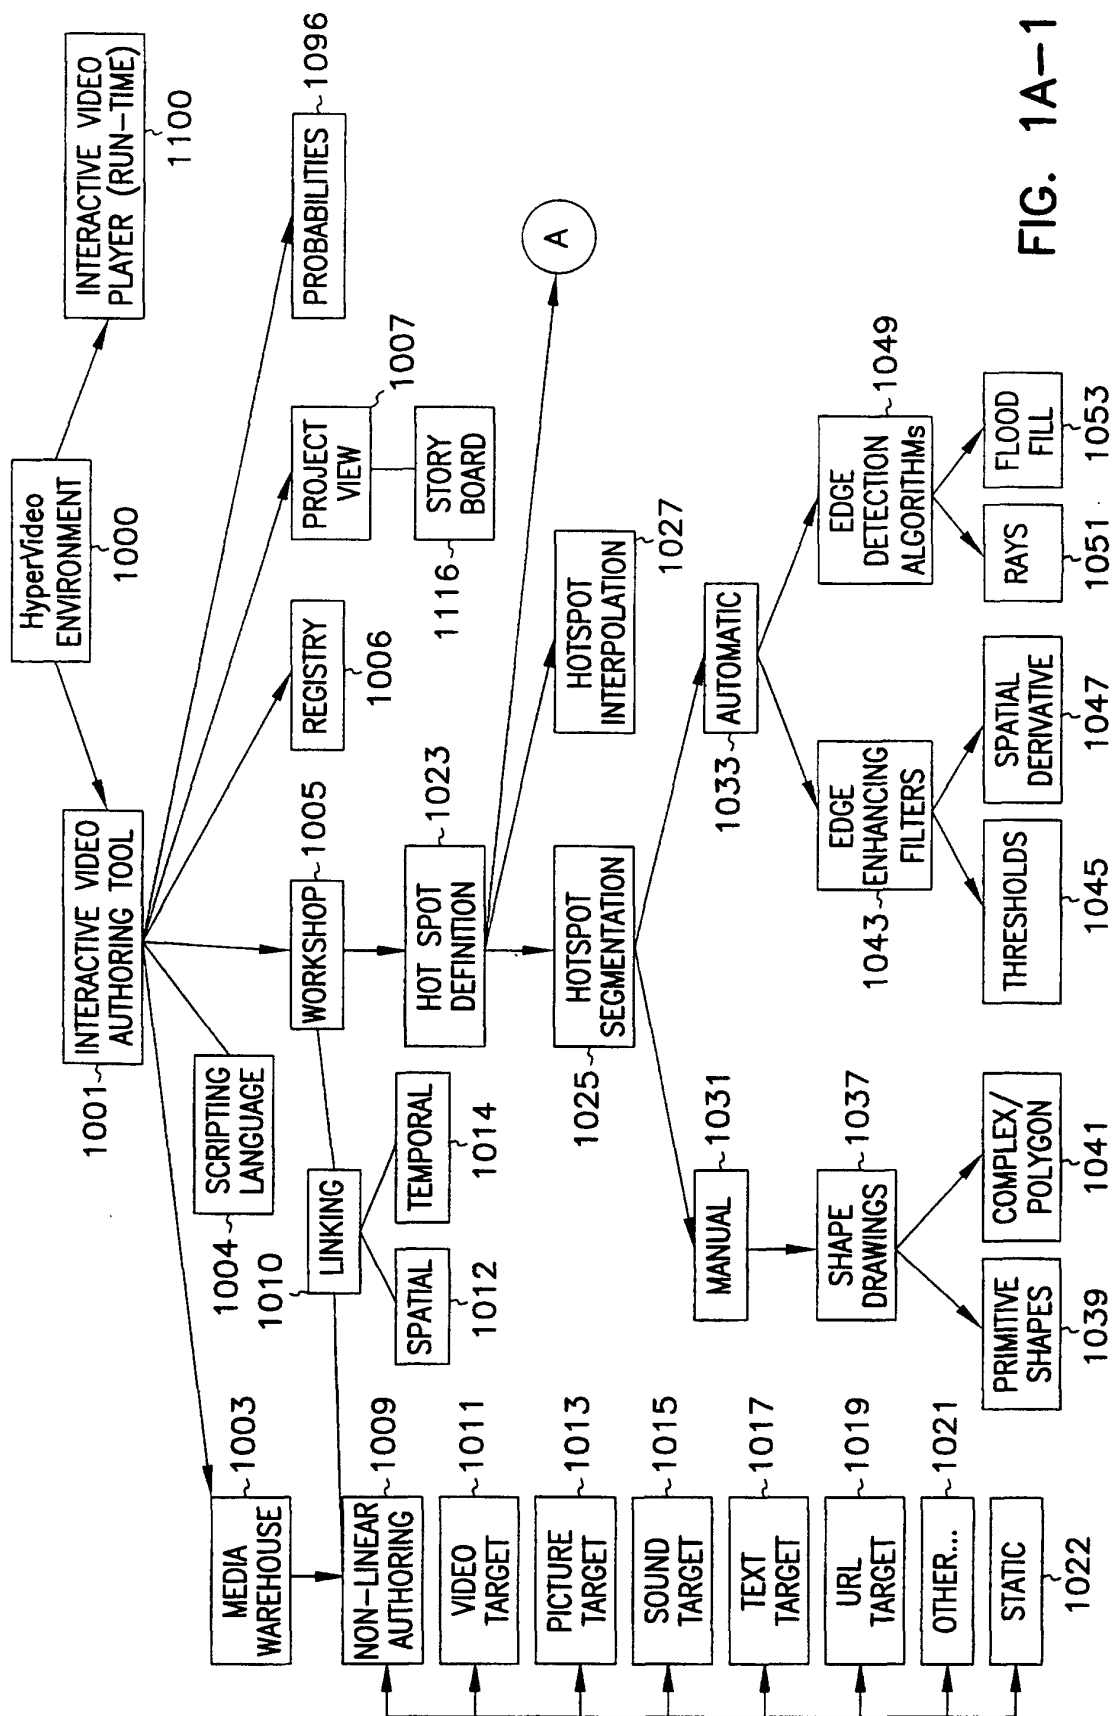 HyperVideo
ENVIRONMENT
1000
INTERACTIVE VIDEO
AUTHORING TOOL
1001
INTERACTIVE VIDEO
PLAYER (RUN-TIME)
1100
MEDIA
WAREHOUSE
1003
SCRIPTING
LANGUAGE
1004
WORKSHOP
1005
REGISTRY
1006
PROJECT
VIEW
1007
PROBABILITIES
1096
LINKING
1010
NON-LINEAR
AUTHORING
1009
SPATIAL
1012
TEMPORAL
1014
HOT SPOT
DEFINITION
1023
STORY
BOARD
1116
VIDEO
TARGET
1011
PICTURE
TARGET
1013
HOTSPOT
SEGMENTATION
1025
HOTSPOT
INTERPOLATION
1027
A
SOUND
TARGET
1015
TEXT
TARGET
1017
MANUAL
1031
AUTOMATIC
1033
URL
TARGET
1019
SHAPE
DRAWINGS
1037
EDGE
ENHANCING
FILTERS
1043
EDGE
DETECTION
ALGORITHMs
1049
OTHER...
1021
STATIC
1022
PRIMITIVE
SHAPES
1039
COMPLEX/
POLYGON
1041
THRESHOLDS
1045
SPATIAL
DERIVATIVE
1047
RAYS
1051
FLOOD
FILL
1053
FIG. 1A-1